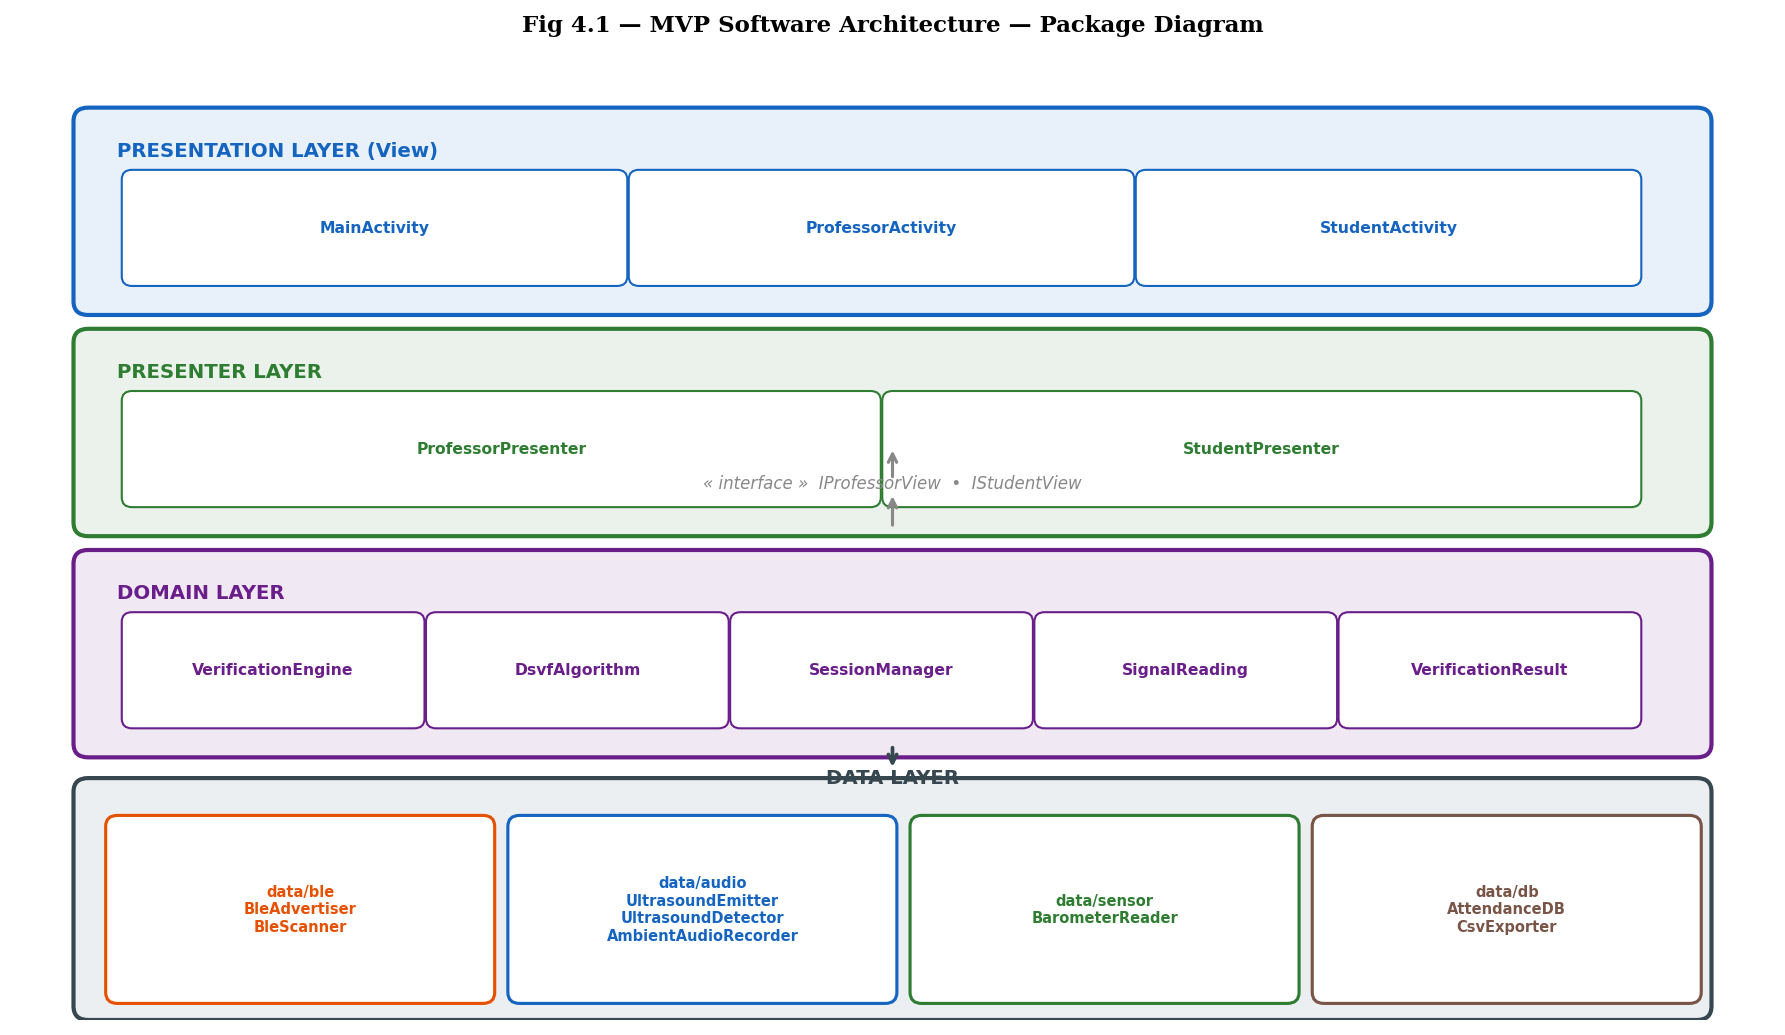 Fig 4.1 — MVP Software Architecture — Package Diagram
PRESENTATION LAYER (View)
MainActivity
ProfessorActivity
StudentActivity
PRESENTER LAYER
ProfessorPresenter
StudentPresenter
« interface »  IProfessorView  •  IStudentView
DOMAIN LAYER
VerificationEngine
DsvfAlgorithm
SessionManager
SignalReading
VerificationResult
DATA LAYER
data/ble
BleAdvertiser
BleScanner
data/audio
UltrasoundEmitter
UltrasoundDetector
AmbientAudioRecorder
data/sensor
BarometerReader
data/db
AttendanceDB
CsvExporter